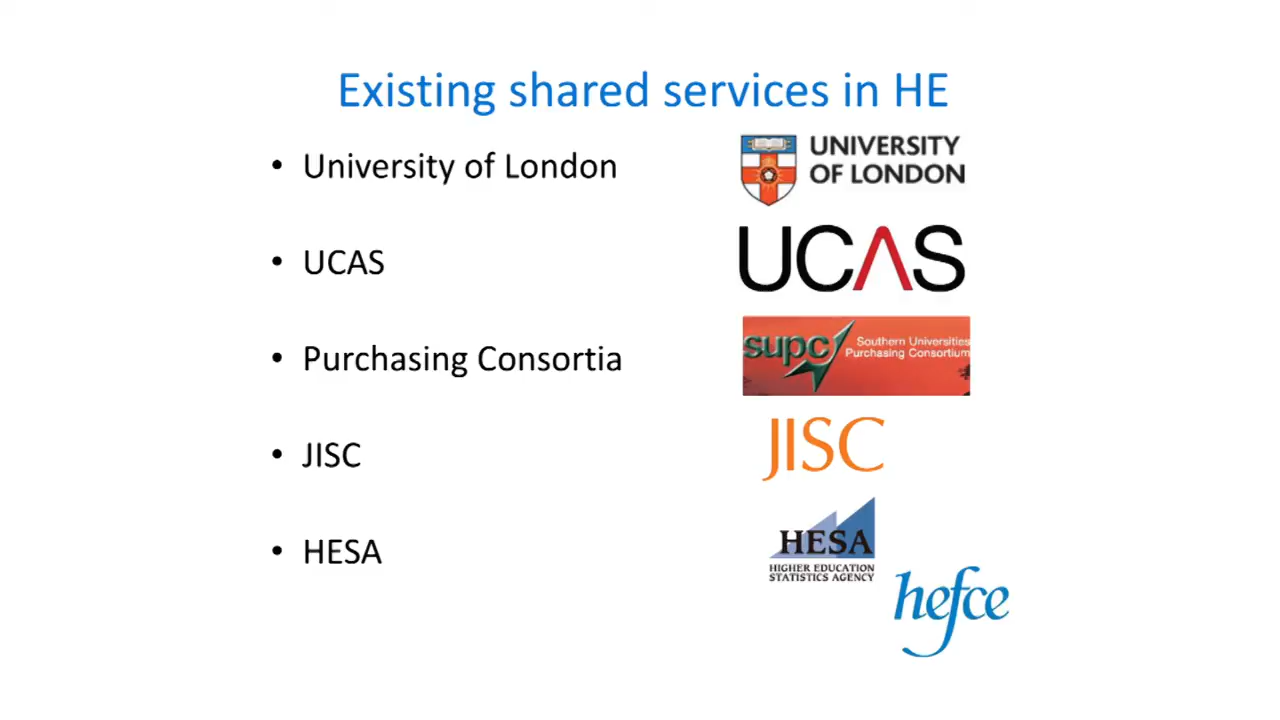 Existing shared services in HE
• University of London
UNIVERSITY
OF LONDON
• UCAS
UCAS
• Purchasing Consortia
supc
Southern Universities
Purchasing Consortium
• JISC
JISC
• HESA
HESA
HIGHER EDUCATION
STATISTICS AGENCY
hefce